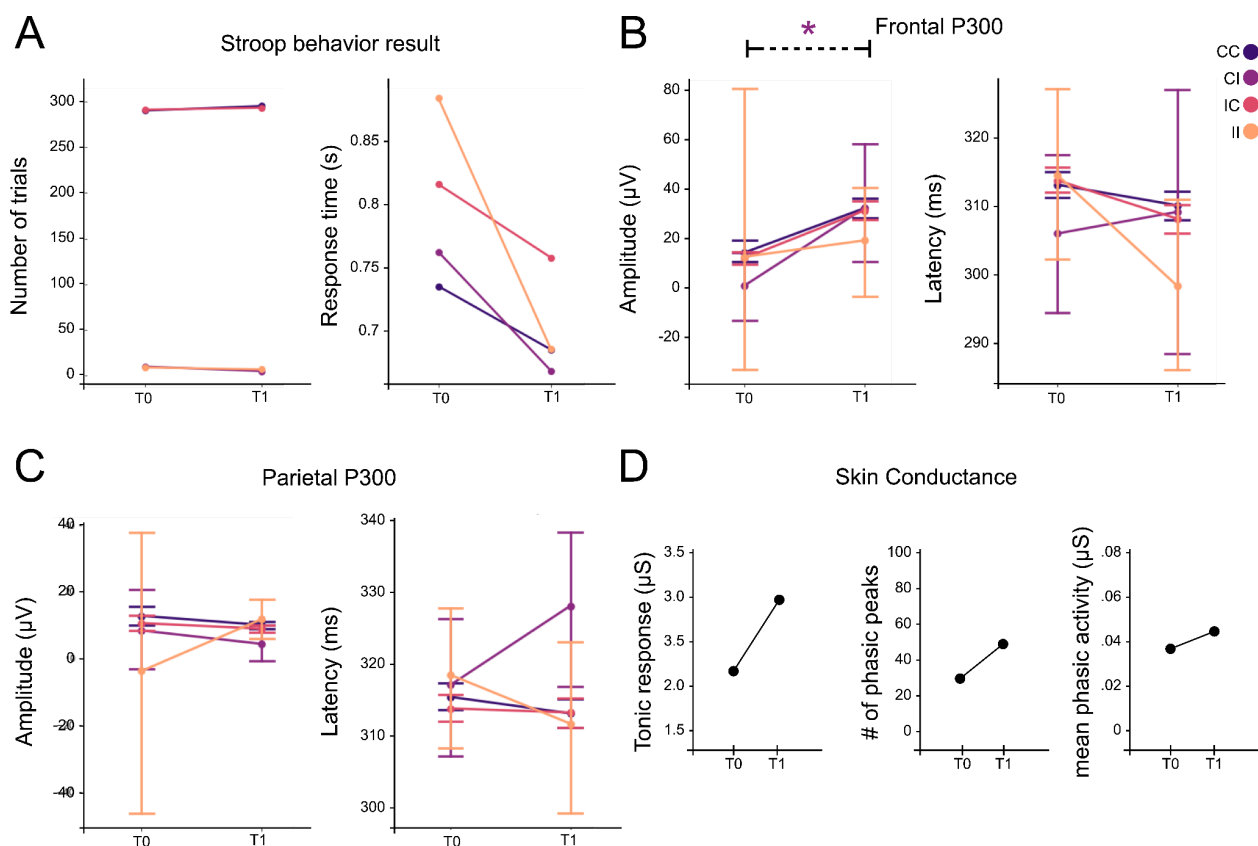 A
Stroop behavior result
Number of trials
300
250
200
150
100
50
0
T0
T1
Response time (s)
0.85
0.8
0.75
0.7
T0
T1
B
*
Frontal P300
CC
CI
IC
II
Amplitude (µV)
80
60
40
20
0
-20
T0
T1
Latency (ms)
320
310
300
290
T0
T1
C
Parietal P300
Amplitude (µV)
40
20
0
-20
-40
T0
T1
Latency (ms)
340
330
320
310
300
T0
T1
D
Skin Conductance
Tonic response (µS)
3.5
3.0
2.5
2.0
1.5
T0
T1
# of phasic peaks
100
80
60
40
20
0
T0
T1
mean phasic activity (µS)
.08
.06
.04
.02
0
T0
T1